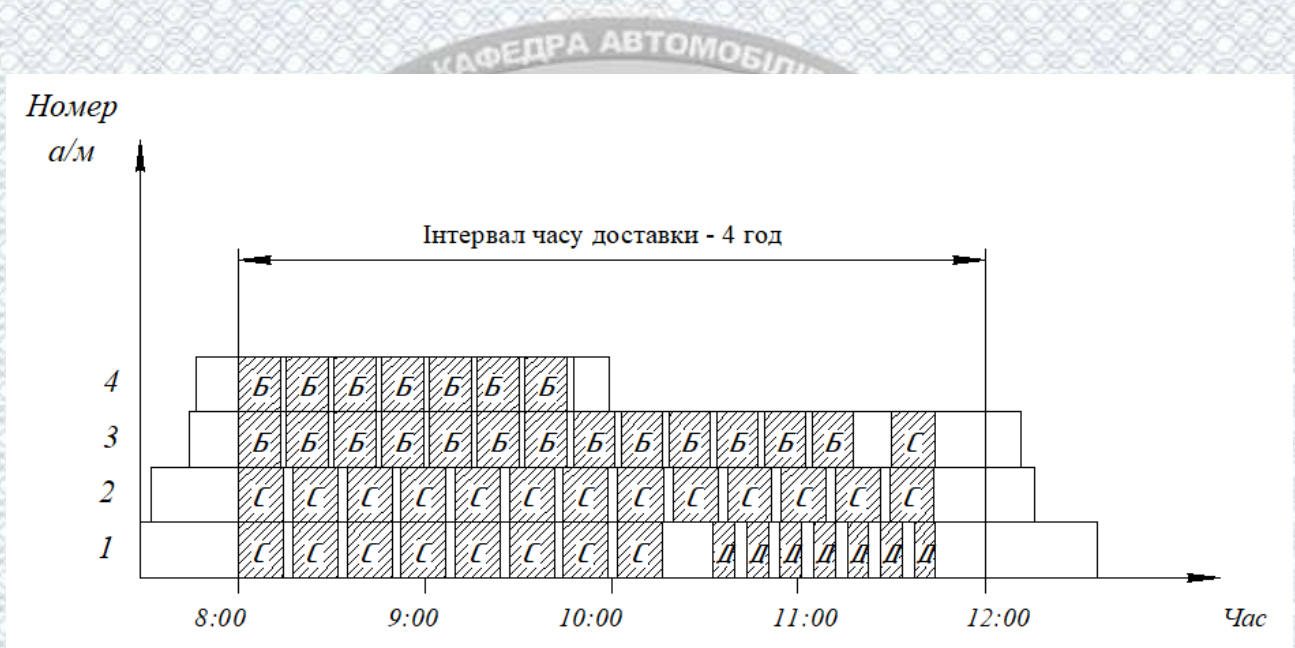 КАФЕДРА
Номер
а/м
Інтервал часу доставки - 4 год
4 Б Б Б Б Б Б Б
3 Б Б Б Б Б Б Б Б Б Б Б Б Б С
2 С С С С С С С С С С С С С
1 С С С С С С С С Д Д Д Д Д Д Д
8:00 9:00 10:00 11:00 12:00 Час